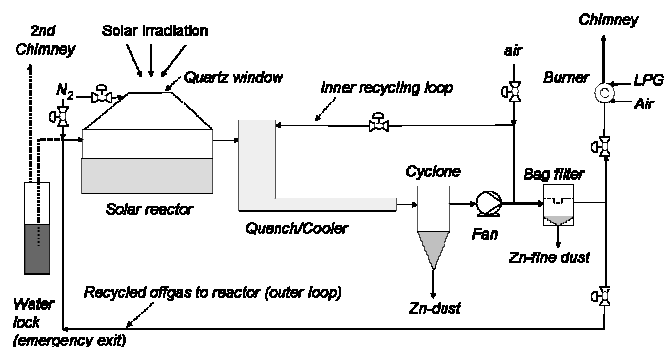 2nd
Chimney
Solar irradiation
Chimney
air
Quartz window
Burner
LPG
Air
N2
Inner recycling loop
Cyclone
Bag filter
Solar reactor
Quench/Cooler
Fan
Zn-fine dust
Recycled offgas to reactor (outer loop)
Zn-dust
Water
lock
(emergency exit)